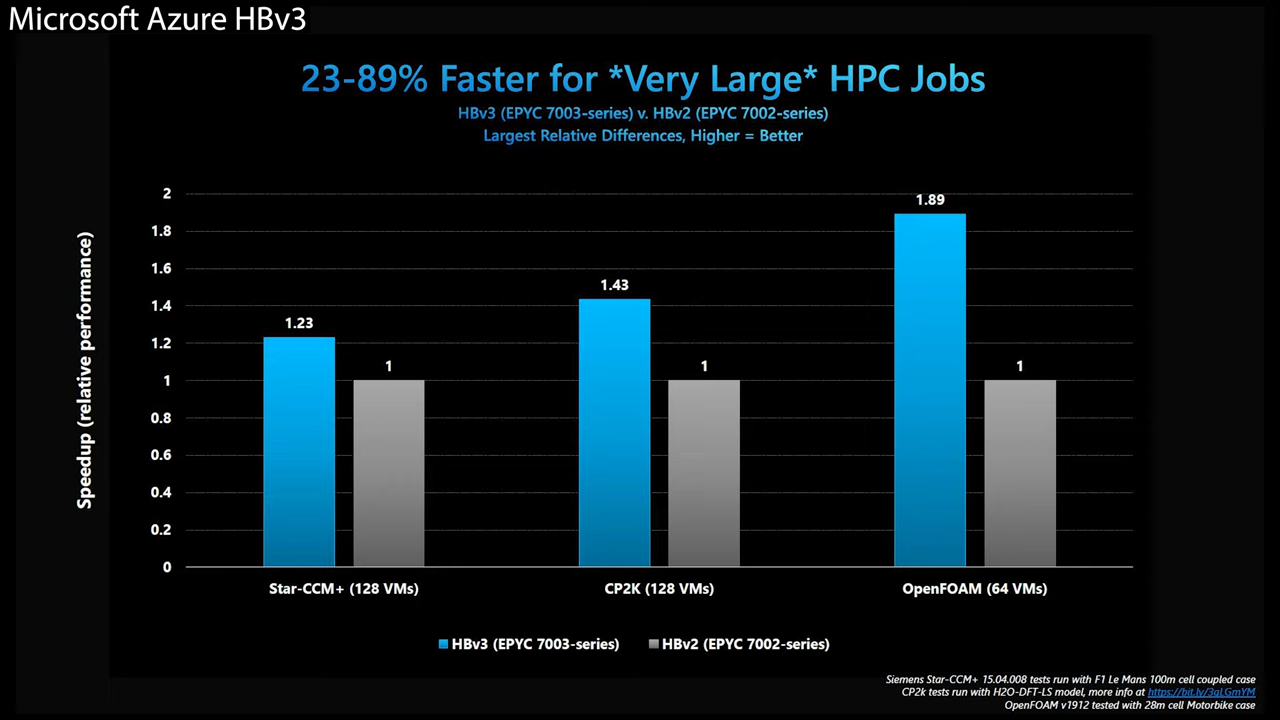 Microsoft Azure HBv3
23-89% Faster for *Very Large* HPC Jobs
HBv3 (EPYC 7003-series) v. HBv2 (EPYC 7002-series)
Largest Relative Differences, Higher = Better
Speedup (relative performance)
2
1.8
1.6
1.4
1.2
1
0.8
0.6
0.4
0.2
0
1.23
1
1.43
1
1.89
1
Star-CCM+ (128 VMs)
CP2K (128 VMs)
OpenFOAM (64 VMs)
HBv3 (EPYC 7003-series)
HBv2 (EPYC 7002-series)
Siemens Star-CCM+ 15.04.008 tests run with F1 Le Mans 100m cell coupled case
CP2k tests run with H2O-DFT-LS model, more info at https://bit.ly/3qLGmYM
OpenFOAM v1912 tested with 28m cell Motorbike case